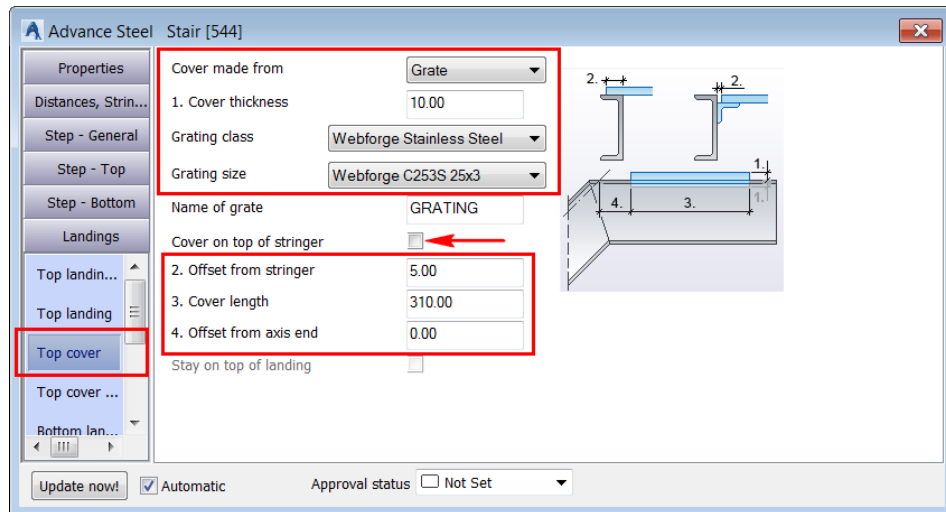 Advance Steel Stair [544]
Properties
Distances, Strin...
Step - General
Step - Top
Step - Bottom
Landings
Top landin...
Top landing
Top cover
Top cover ...
Bottom lan...
Cover made from Grate
1. Cover thickness 10.00
Grating class Webforge Stainless Steel
Grating size Webforge C253S 25x3
Name of grate GRATING
Cover on top of stringer
2. Offset from stringer 5.00
3. Cover length 310.00
4. Offset from axis end 0.00
Stay on top of landing
2. 2.
1.
4. 3. 1.
Update now! Automatic Approval status Not Set